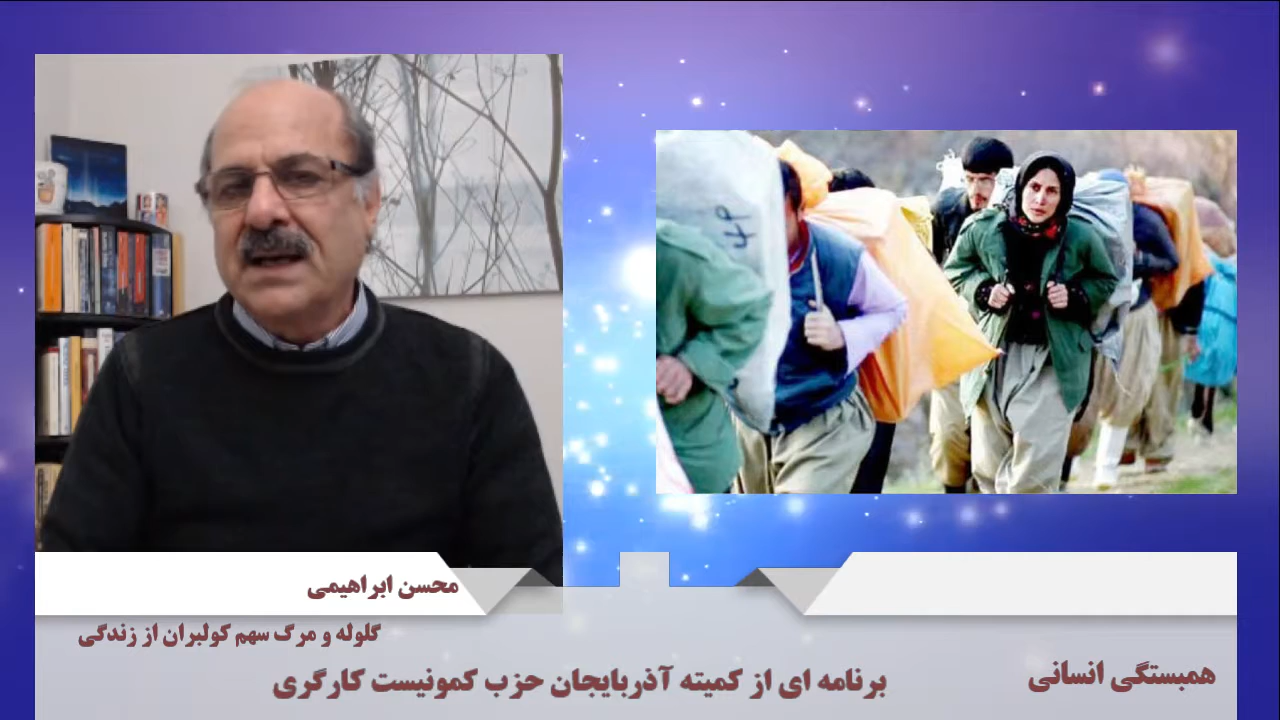 محسن ابراهیمی
گلوله و مرگ سهم کولبران از زندگی
برنامه ای از کمیته آذربایجان حزب کمونیست کارگری
همبستگی انسانی